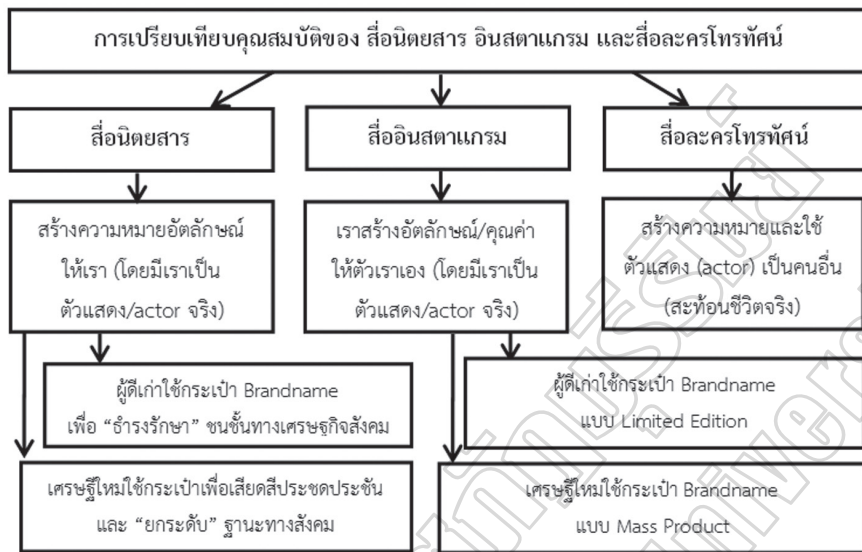 การเปรียบเทียบคุณสมบัติของ สื่อนิตยสาร อินสตาแกรม และสื่อละครโทรทัศน์
สื่อนิตยสาร
สื่ออินสตาแกรม
สื่อละครโทรทัศน์
สร้างความหมายอัตลักษณ์
ให้เรา (โดยมีเราเป็น
ตัวแสดง/actor จริง)
เราสร้างอัตลักษณ์/คุณค่า
ให้ตัวเราเอง (โดยมีเราเป็น
ตัวแสดง/actor จริง)
สร้างความหมายและใช้
ตัวแสดง (actor) เป็นคนอื่น
(สะท้อนชีวิตจริง)
ผู้ดีเก่าใช้กระเป๋า Brandname
เพื่อ “ธำรงรักษา” ชนชั้นทางเศรษฐกิจสังคม
ผู้ดีเก่าใช้กระเป๋า Brandname
แบบ Limited Edition
เศรษฐีใหม่ใช้กระเป๋าเพื่อเสียดสีประชดประชัน
และ “ยกระดับ” ฐานะทางสังคม
เศรษฐีใหม่ใช้กระเป๋า Brandname
แบบ Mass Product